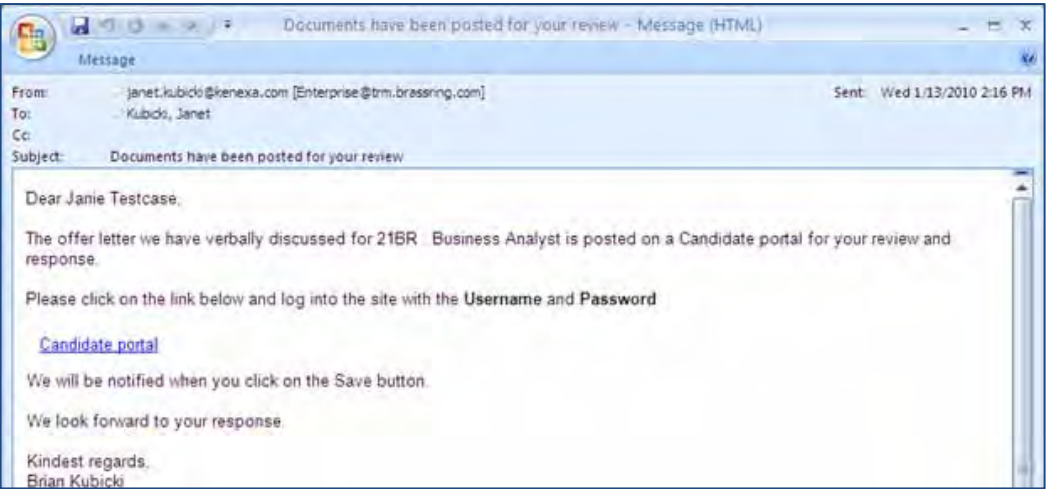 Documents have been posted for your review - Message (HTML)
Message
From: janet.kubicki@kenexa.com [Enterprise@trm.brassring.com] Sent: Wed 1/13/2010 2:16 PM
To: Kubicki, Janet
Cc:
Subject: Documents have been posted for your review
Dear Janie Testcase,
The offer letter we have verbally discussed for 21BR : Business Analyst is posted on a Candidate portal for your review and
response.
Please click on the link below and log into the site with the Username and Password
Candidate portal
We will be notified when you click on the Save button.
We look forward to your response.
Kindest regards,
Brian Kubicki